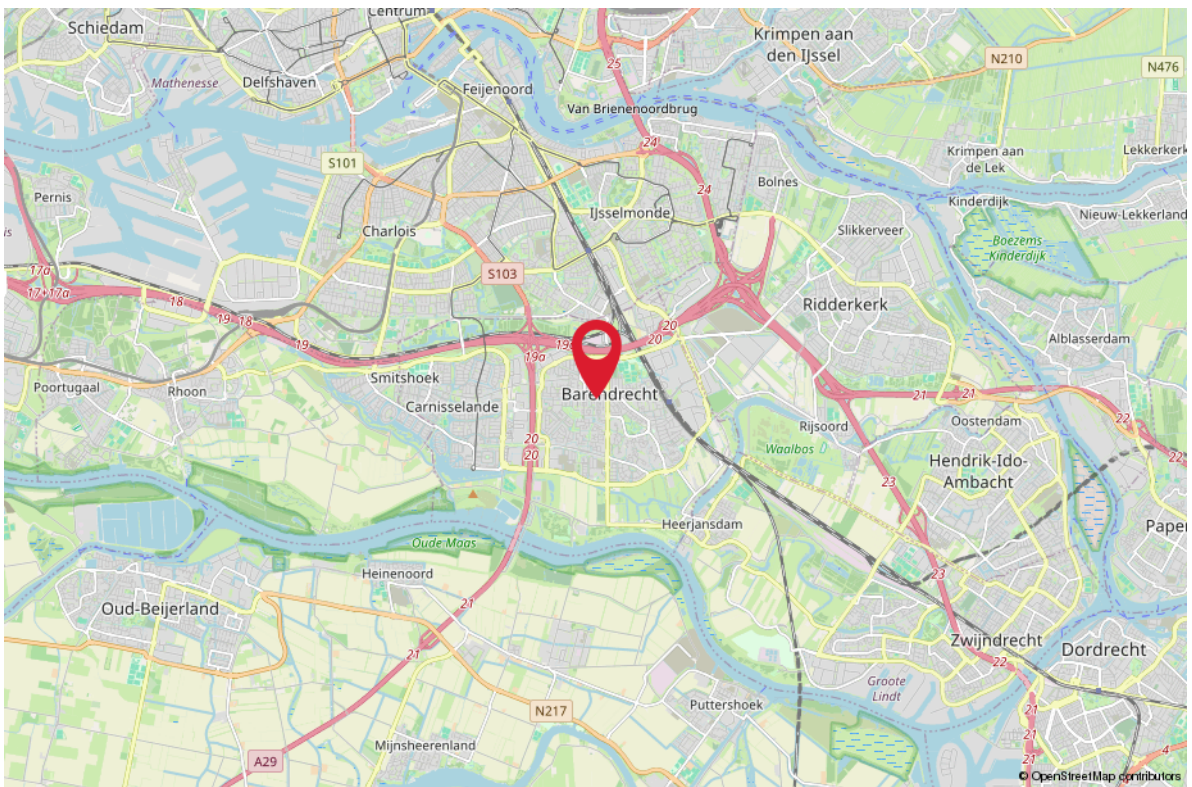 Centrum
Schiedam
Krimpen aan
den IJssel
N210
N476
25
Mathenesse
Delfshaven
Feijenoord
Van Brienenoordbrug
24
Krimpen aan
de Lek
Lekkerkerk
S101
Pernis
24
Bolnes
Kinderdijk
Nieuw-Lekkerland
IJsselmonde
Charlois
Slikkerveer
Boezems
Kinderdijk
17a
17+17a
S103
18
19
18
Ridderkerk
20
20
19
19a
Alblasserdam
Smitshoek
Poortugaal
Rhoon
Barendrecht
Carnisselande
21
21
22
Rijsoord
Oostendam
20
20
Waalbos
22
Hendrik-Ido-
Ambacht
23
Heerjansdam
Pape
Oude Maas
Heinenoord
23
Oud-Beijerland
21
21
Zwijndrecht
Dordrecht
22
Groote
Lindt
Puttershoek
N217
21
21
21
Mijnsheerenland
A29
4
© OpenStreetMap contributors